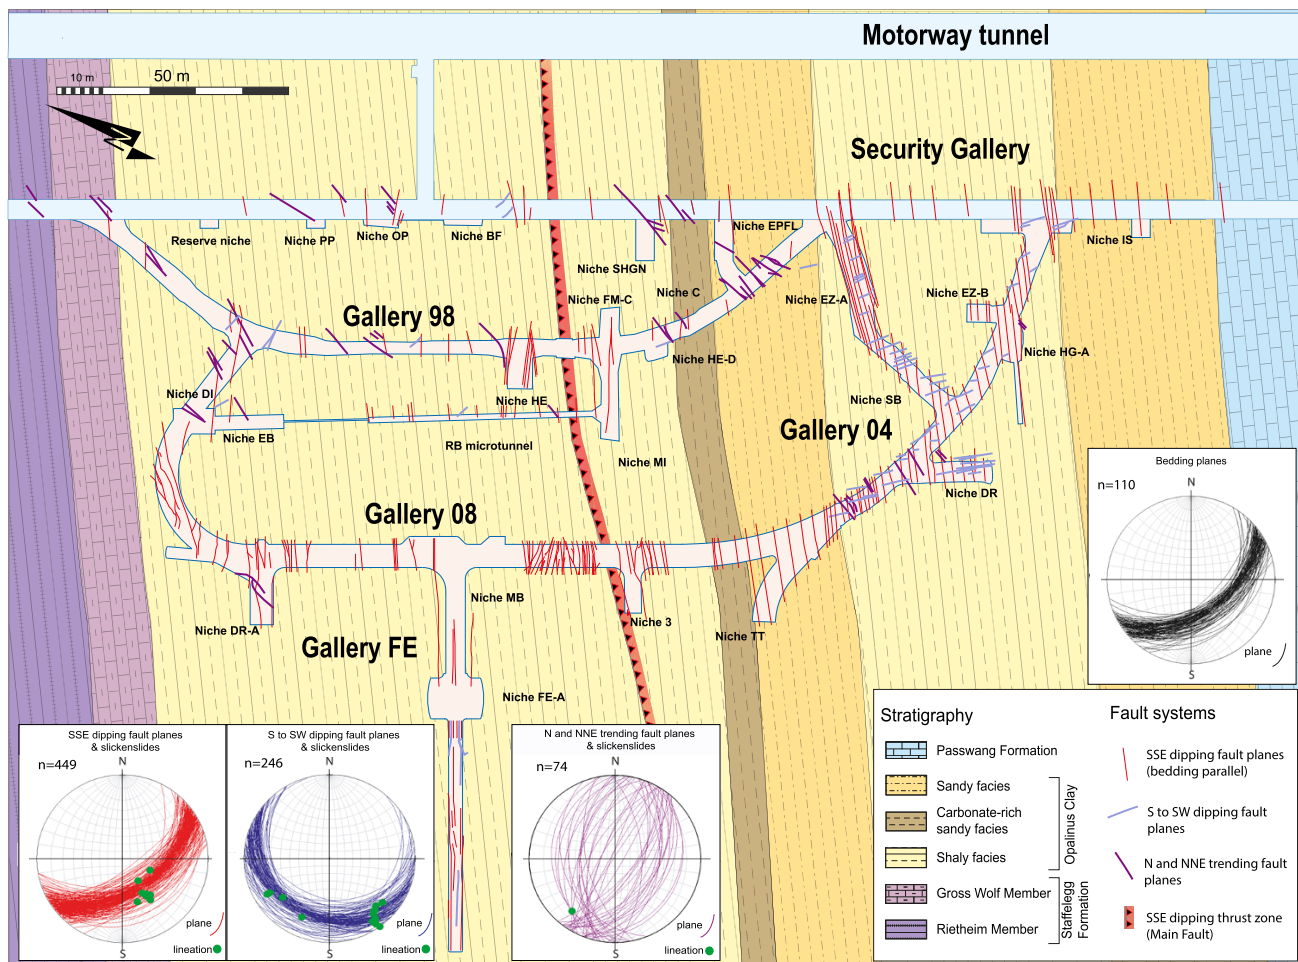 Motorway tunnel
10 m
50 m
N
Security Gallery
Reserve niche
Niche PP
Niche OP
Niche BF
Niche EPFL
Niche IS
Niche SHGN
Niche FM-C
Niche C
Niche EZ-A
Niche EZ-B
Gallery 98
Niche HE-D
Niche HG-A
Niche DI
Niche HE
Niche SB
Niche EB
RB microtunnel
Gallery 04
Niche MI
Niche DR
Gallery 08
Niche MB
Niche DR-A
Niche 3
Niche TT
Gallery FE
Niche FE-A
Bedding planes
n=110
N
plane
S
SSE dipping fault planes
& slickenslides
n=449
N
plane
lineation
S
S to SW dipping fault planes
& slickenslides
n=246
N
plane
lineation
S
N and NNE trending fault planes
& slickenslides
n=74
N
plane
lineation
S
Stratigraphy
Passwang Formation
Sandy facies
Carbonate-rich
sandy facies
Shaly facies
Opalinus Clay
Gross Wolf Member
Rietheim Member
Staffelegg
Formation
Fault systems
SSE dipping fault planes
(bedding parallel)
S to SW dipping fault
planes
N and NNE trending fault
planes
SSE dipping thrust zone
(Main Fault)